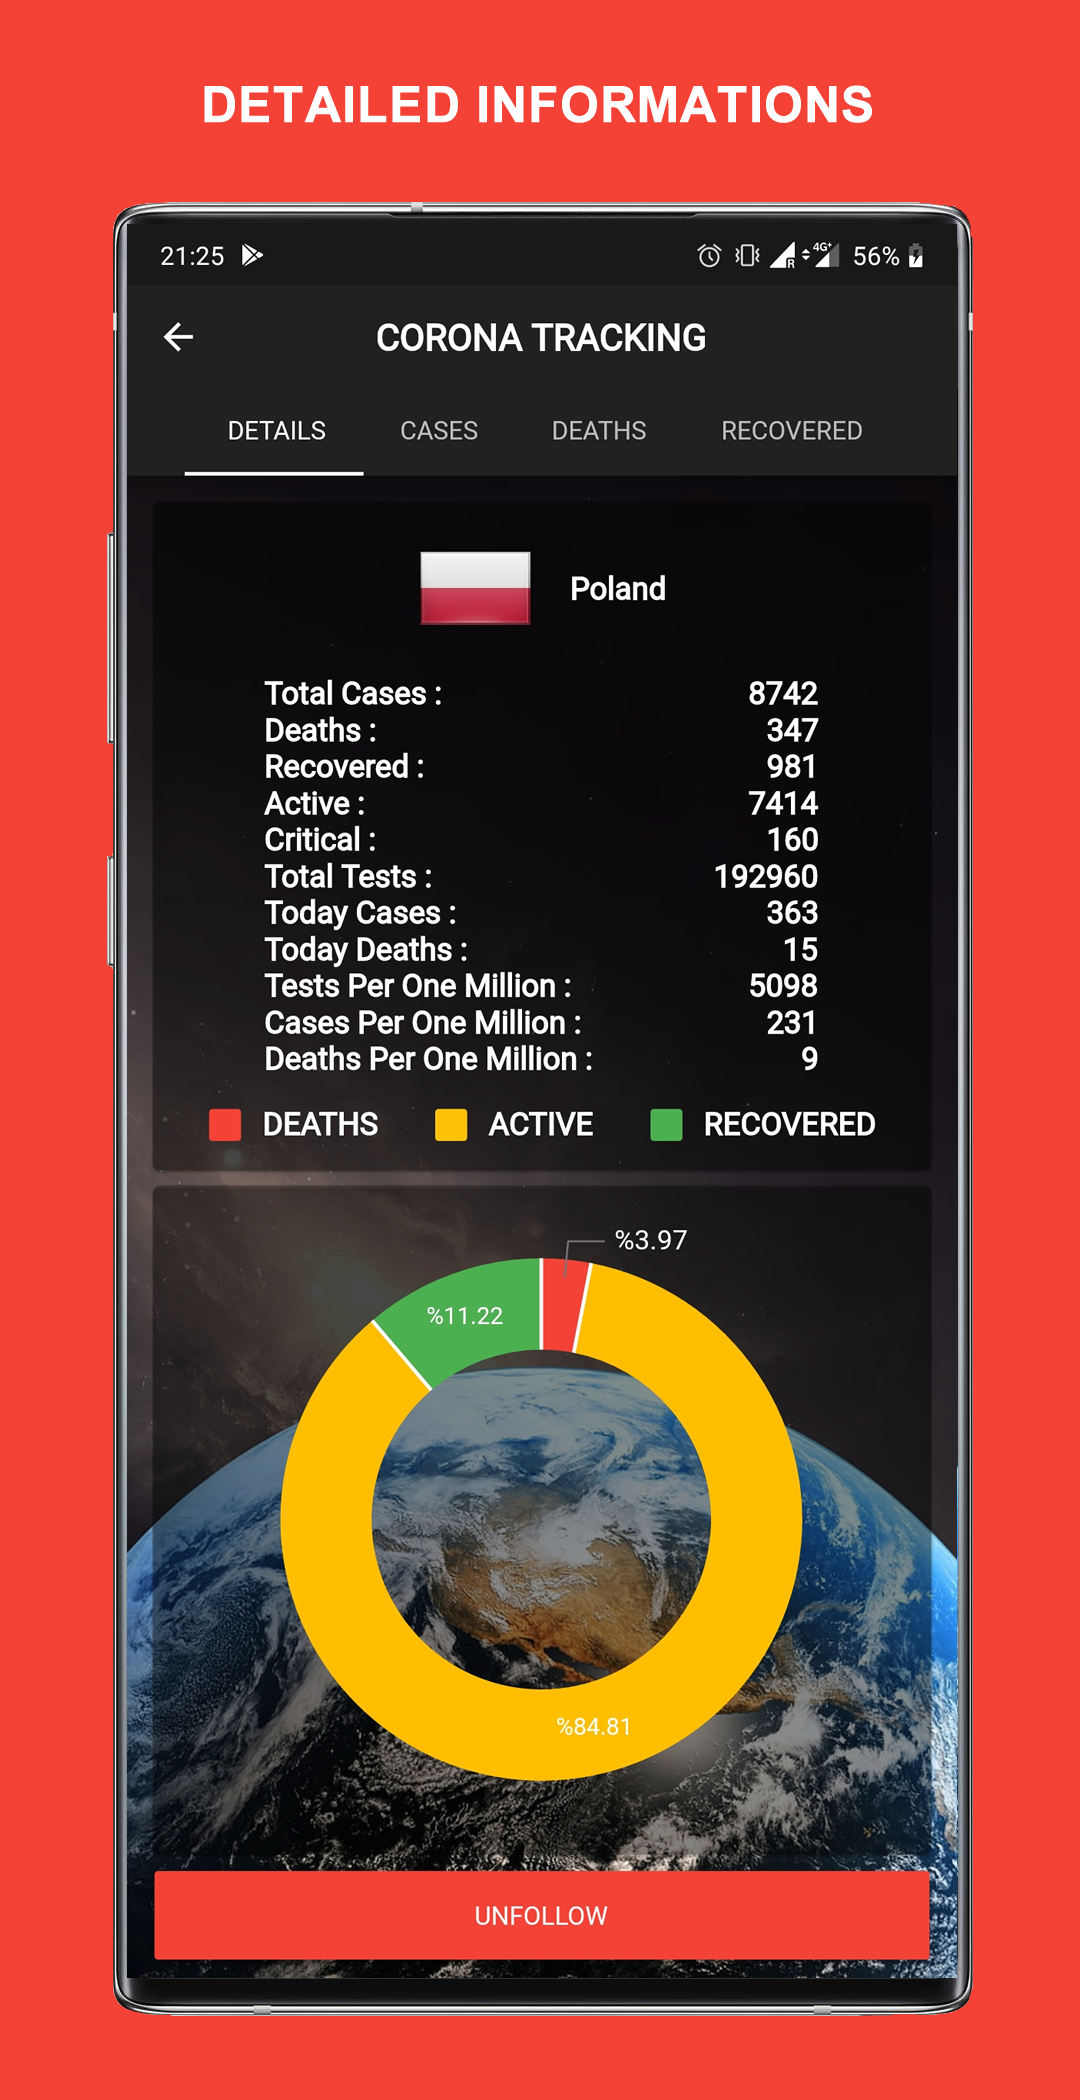 DETAILED INFORMATIONS
21:25 R 4G+ 56%
CORONA TRACKING
DETAILS CASES DEATHS RECOVERED
Poland
Total Cases : 8742
Deaths : 347
Recovered : 981
Active : 7414
Critical : 160
Total Tests : 192960
Today Cases : 363
Today Deaths : 15
Tests Per One Million : 5098
Cases Per One Million : 231
Deaths Per One Million : 9
DEATHS ACTIVE RECOVERED
%3.97
%11.22
%84.81
UNFOLLOW